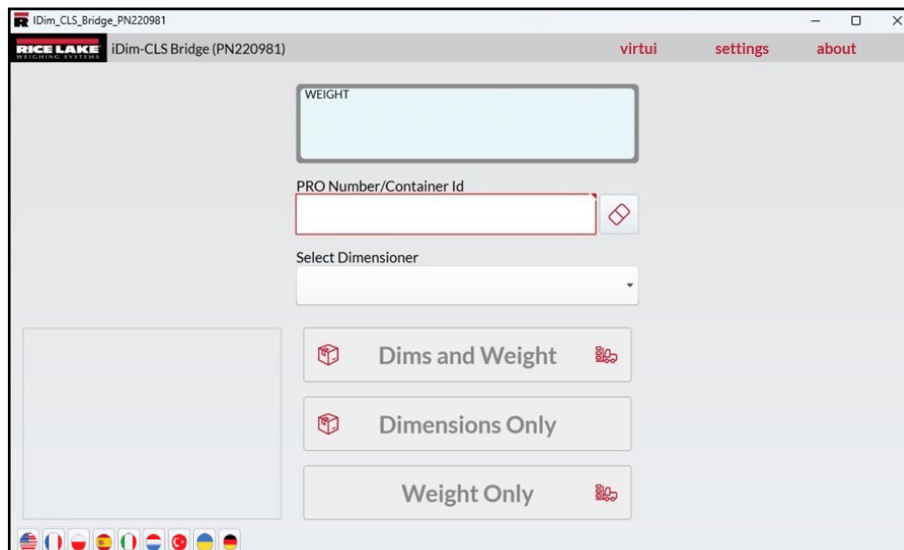 IDim_CLS_Bridge_PN220981
RICE LAKE
WEIGHING SYSTEMS
iDim-CLS Bridge (PN220981)
virtui
settings
about
WEIGHT
PRO Number/Container Id
Select Dimensioner
Dims and Weight
Dimensions Only
Weight Only